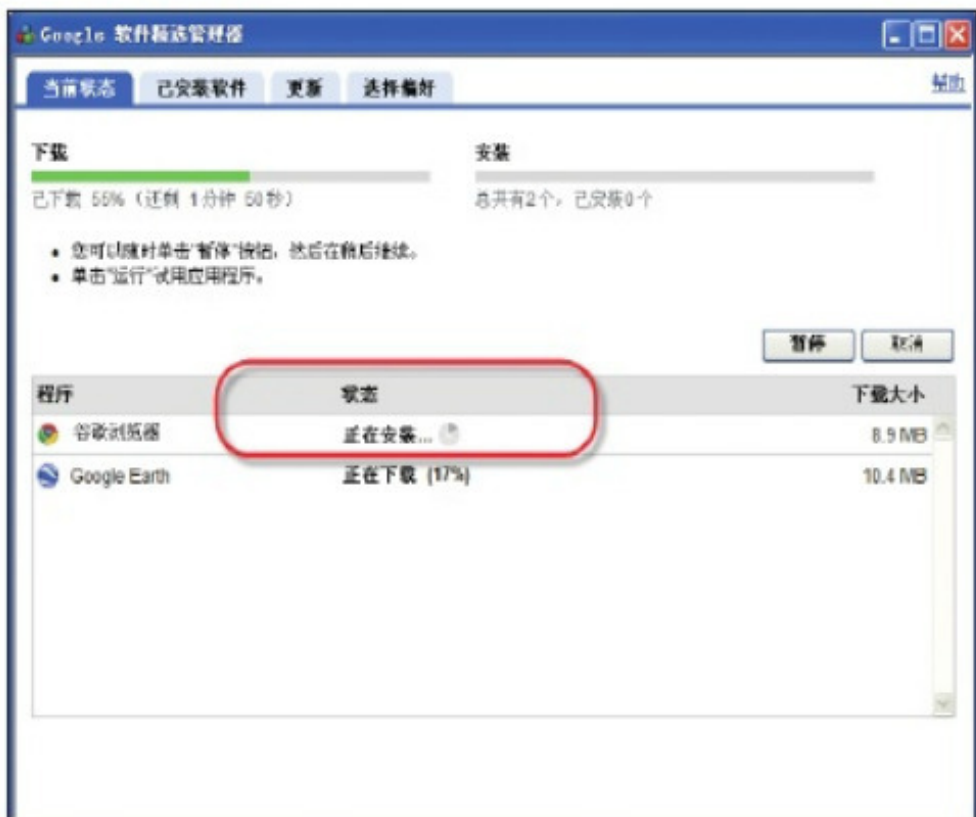 Google 软件精选管理器
当前状态 已安装软件 更新 选择偏好 帮助
下载 安装
已下载 55% (还剩 1分钟 50秒) 总共有2个，已安装0个
您可以随时单击"暂停"按钮，然后在稍后继续。
单击"运行"试用应用程序。
暂停 取消
程序 状态 下载大小
谷歌浏览器 正在安装... 8.9 MB
Google Earth 正在下载 (17%) 10.4 MB